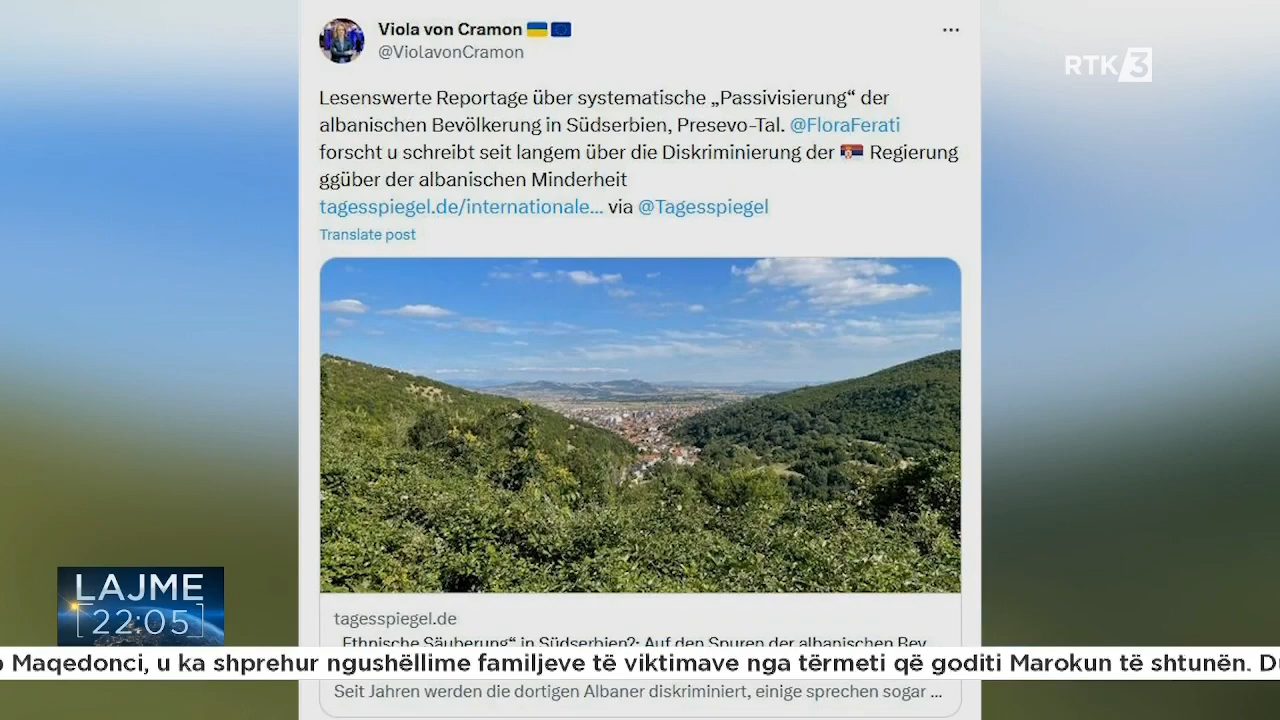 Viola von Cramon
@ViolavonCramon
RTK 3
Lesenswerte Reportage über systematische „Passivisierung“ der
albanischen Bevölkerung in Südserbien, Presevo-Tal. @FloraFerati
forscht u schreibt seit langem über die Diskriminierung der 🇷🇸 Regierung
ggüber der albanischen Minderheit
tagesspiegel.de/internationale... via @Tagesspiegel
Translate post
tagesspiegel.de
Ethnische Säuberung“ in Südserbien?: Auf den Spuren der albanischen Bev
LAJME
22:05
Maqedonci, u ka shprehur ngushëllime familjeve të viktimave nga tërmeti që goditi Marokun të shtunën.
Seit Jahren werden die dortigen Albaner diskriminiert, einige sprechen sogar ...